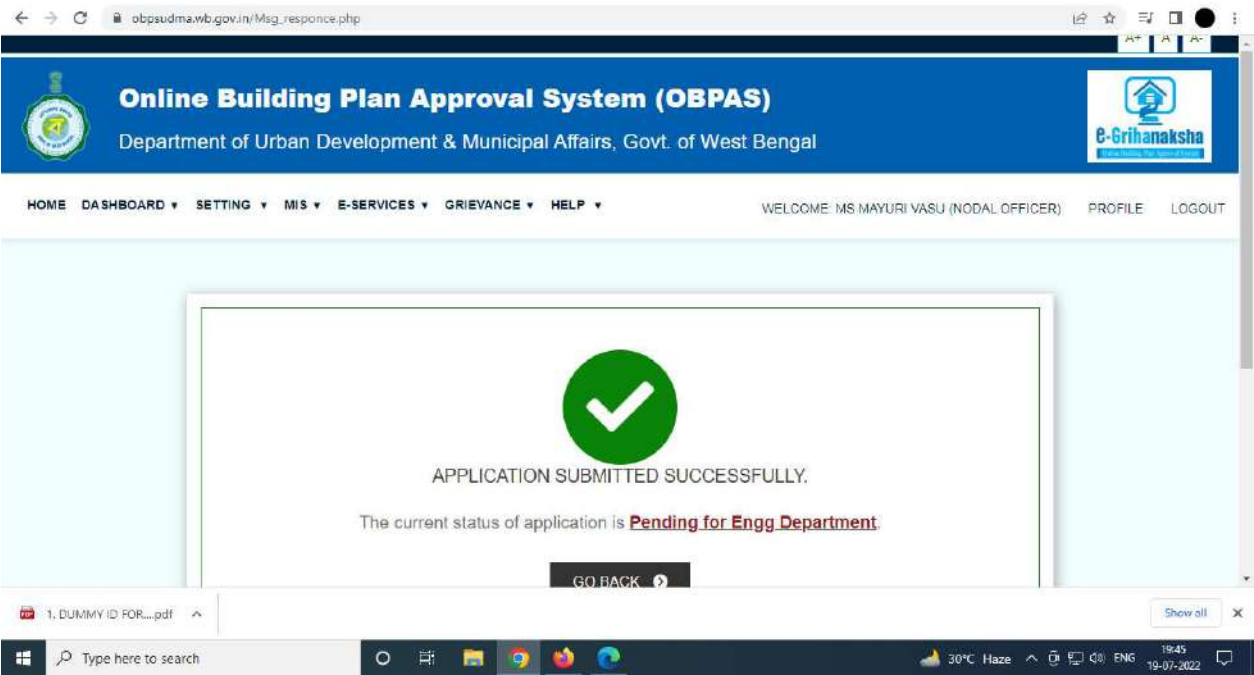 obpsudma.wb.gov.in/Msg_responce.php
A+ A A-
Online Building Plan Approval System (OBPAS)
Department of Urban Development & Municipal Affairs, Govt. of West Bengal
e-Grihanaksha
HOME DASHBOARD ▾ SETTING ▾ MIS ▾ E-SERVICES ▾ GRIEVANCE ▾ HELP ▾ WELCOME: MS MAYURI VASU (NODAL OFFICER) PROFILE LOGOUT
APPLICATION SUBMITTED SUCCESSFULLY.
The current status of application is Pending for Engg Department.
GO BACK
1. DUMMY ID FOR....pdf Show all
Type here to search 30°C Haze ENG 19:45
19-07-2022